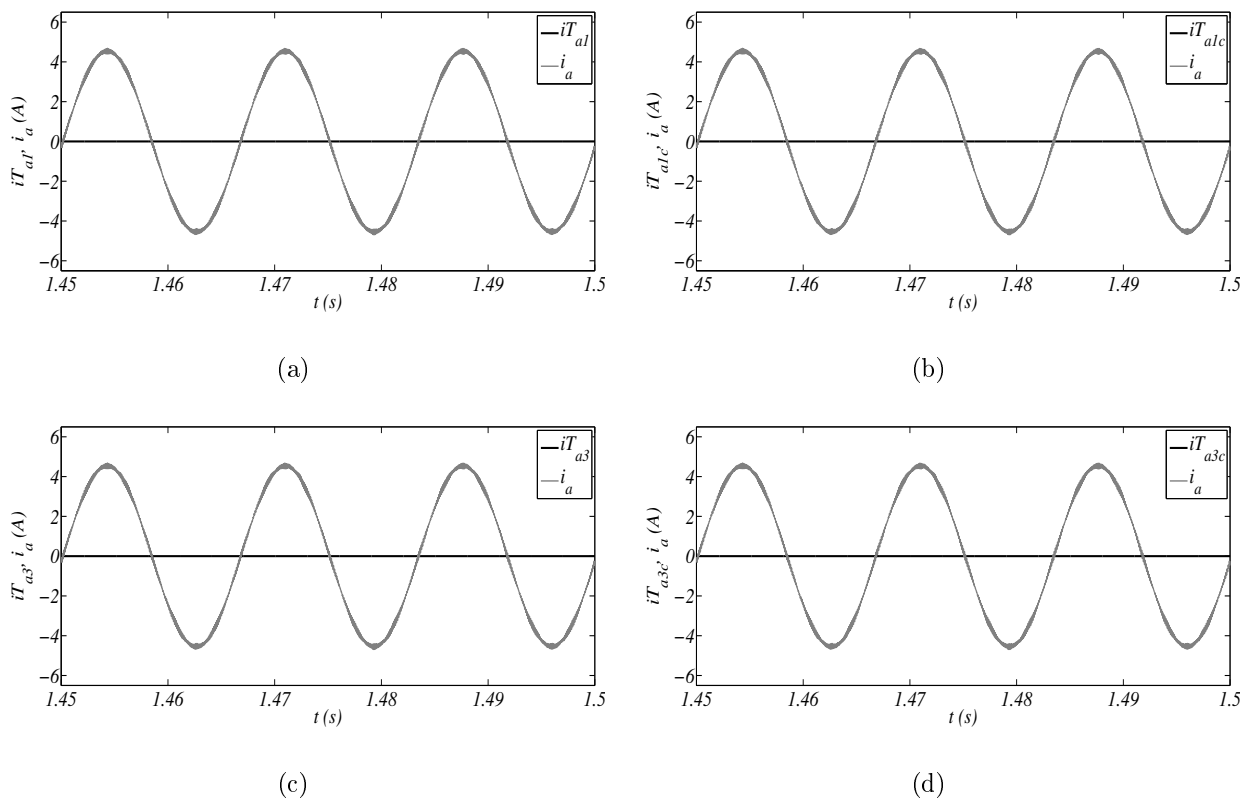 iT_a1, i_a (A)
6
4
2
0
−2
−4
−6
iT_a1
i_a
1.45 1.46 1.47 1.48 1.49 1.5
t (s)
(a)
iT_a1c, i_a (A)
6
4
2
0
−2
−4
−6
iT_a1c
i_a
1.45 1.46 1.47 1.48 1.49 1.5
t (s)
(b)
iT_a3, i_a (A)
6
4
2
0
−2
−4
−6
iT_a3
i_a
1.45 1.46 1.47 1.48 1.49 1.5
t (s)
(c)
iT_a3c, i_a (A)
6
4
2
0
−2
−4
−6
iT_a3c
i_a
1.45 1.46 1.47 1.48 1.49 1.5
t (s)
(d)